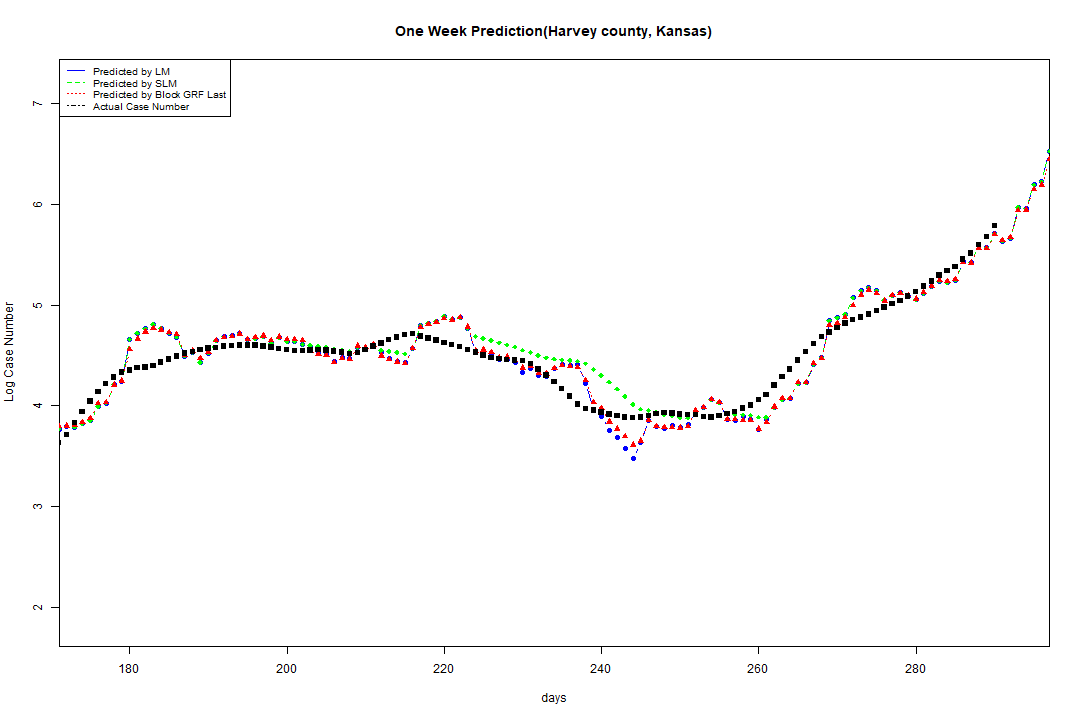 One Week Prediction(Harvey county, Kansas)
Predicted by LM
Predicted by SLM
Predicted by Block GRF Last
Actual Case Number
7
6
5
4
3
2
Log Case Number
180 200 220 240 260 280
days